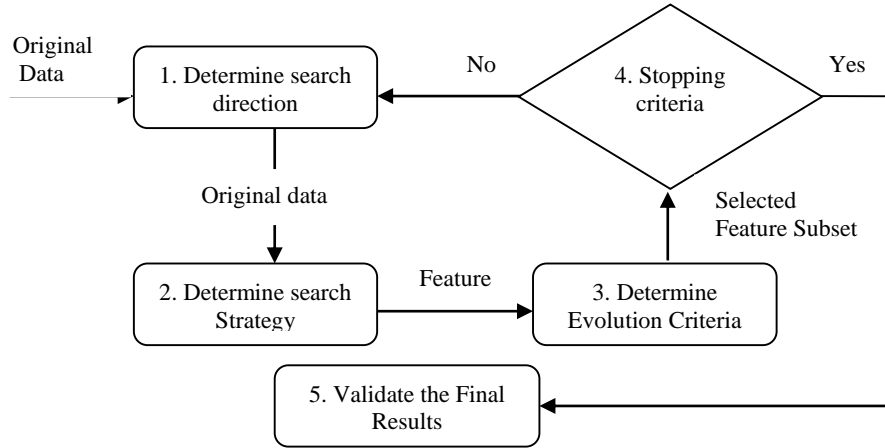 Original
Data
1. Determine search
direction
No
4. Stopping
criteria
Yes
Original data
Selected
Feature Subset
2. Determine search
Strategy
Feature
3. Determine
Evolution Criteria
5. Validate the Final
Results